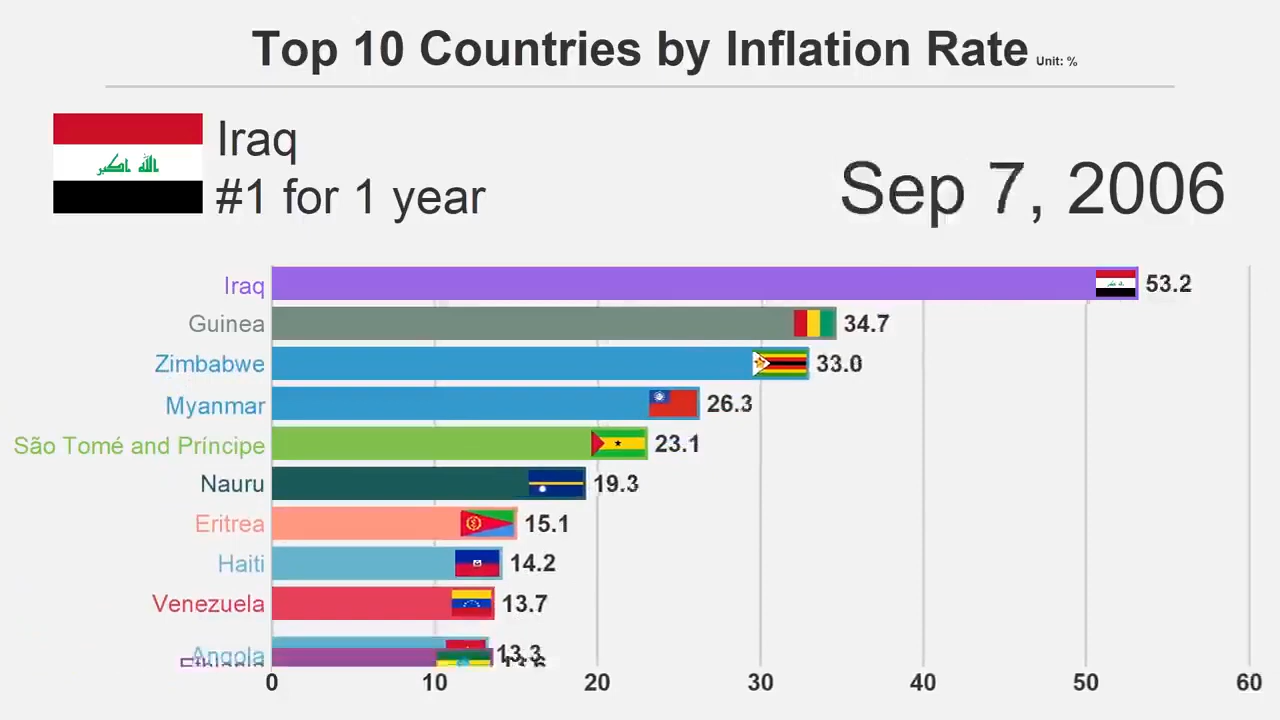 Top 10 Countries by Inflation Rate Unit: %
Iraq
#1 for 1 year
Sep 7, 2006
الله اكبر
Iraq 53.2
Guinea 34.7
Zimbabwe 33.0
Myanmar 26.3
São Tomé and Príncipe 23.1
Nauru 19.3
Eritrea 15.1
Haiti 14.2
Venezuela 13.7
Angola 13.3
0 10 20 30 40 50 60